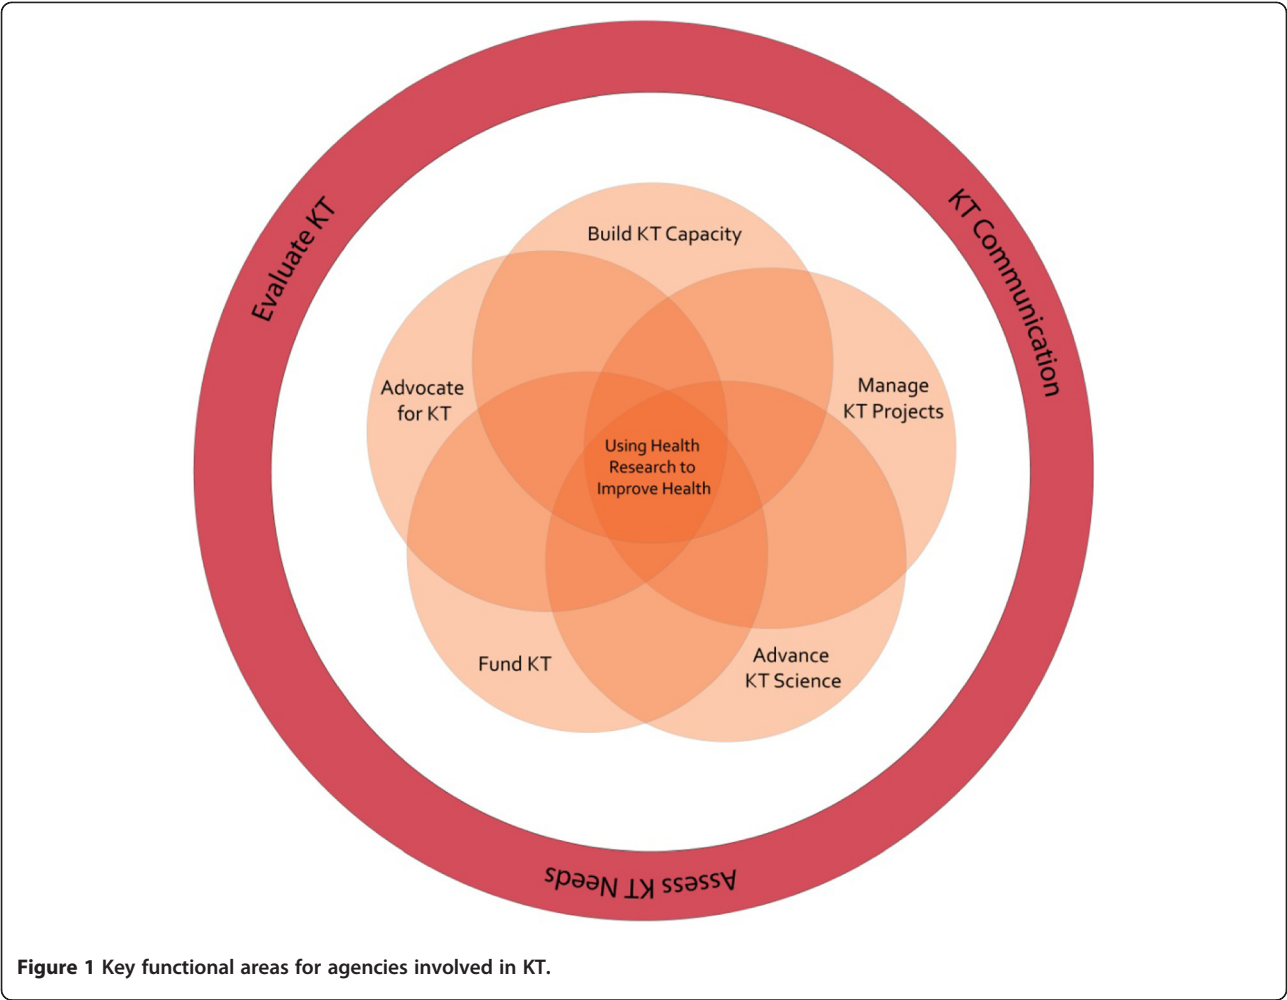 Evaluate KT
KT Communication
Build KT Capacity
Advocate
for KT
Manage
KT Projects
Using Health
Research to
Improve Health
Fund KT
Advance
KT Science
Assess KT Needs
Figure 1 Key functional areas for agencies involved in KT.